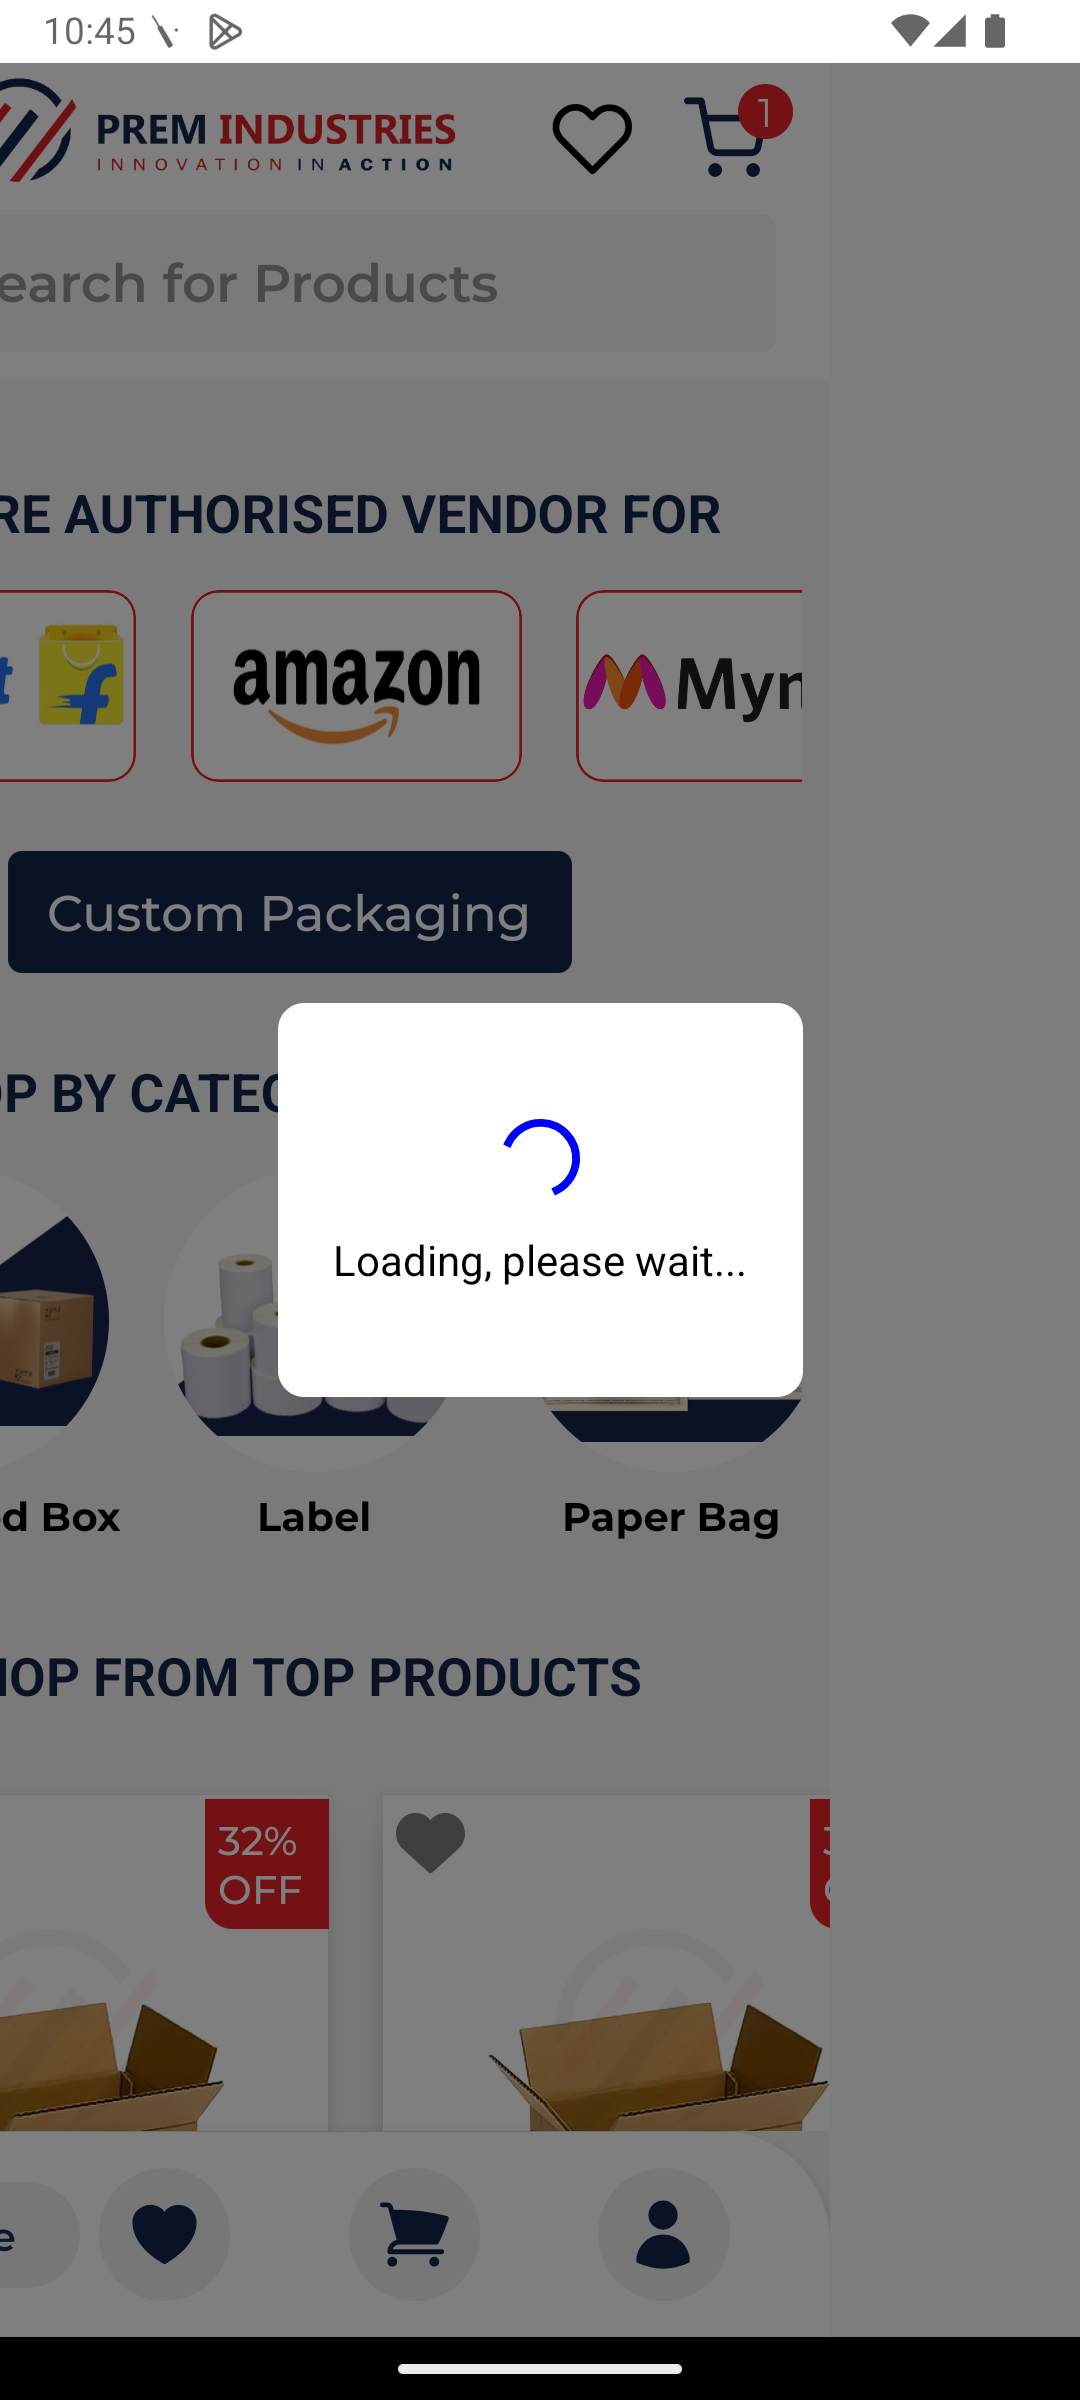 10:45
PREM INDUSTRIES
INNOVATION IN ACTION
1
earch for Products
RE AUTHORISED VENDOR FOR
t f
amazon
Myn
Custom Packaging
OP BY CATEG
Loading, please wait...
d Box
Label
Paper Bag
HOP FROM TOP PRODUCTS
32%
OFF
e